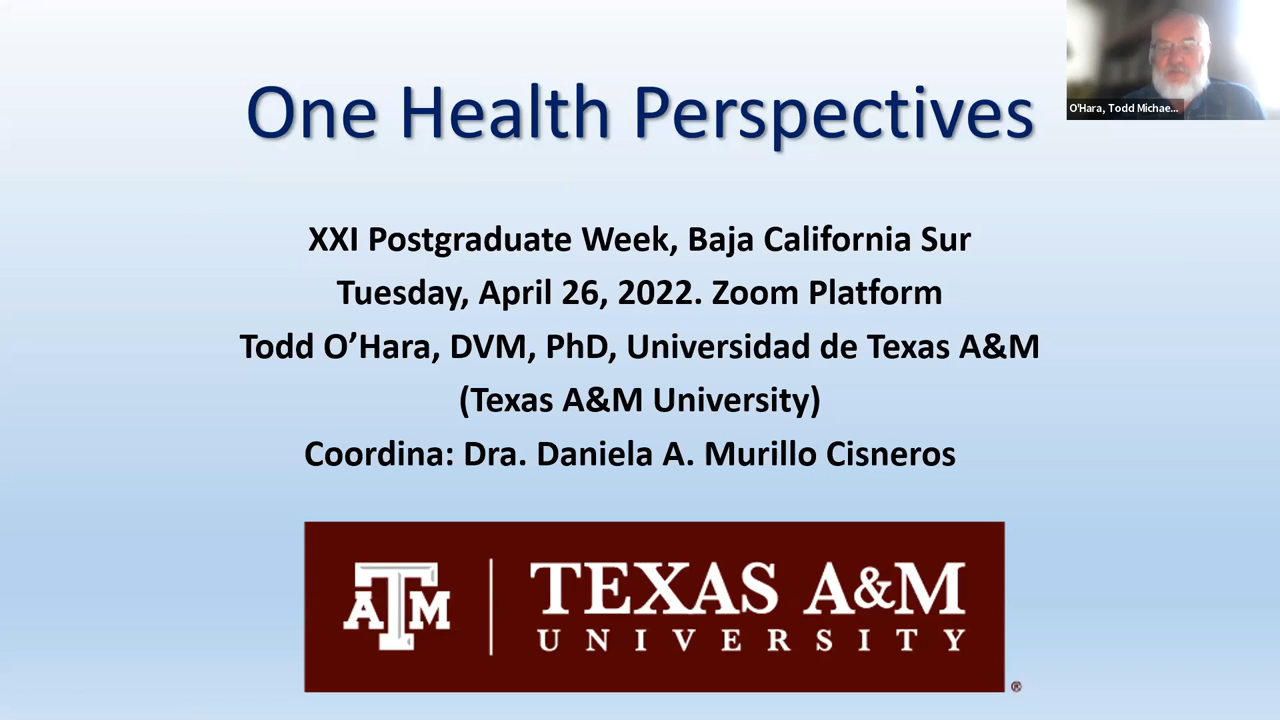 One Health Perspectives
O'Hara, Todd Michae...
XXI Postgraduate Week, Baja California Sur
Tuesday, April 26, 2022. Zoom Platform
Todd O’Hara, DVM, PhD, Universidad de Texas A&M
(Texas A&M University)
Coordina: Dra. Daniela A. Murillo Cisneros
ATM
TEXAS A&M
UNIVERSITY
®